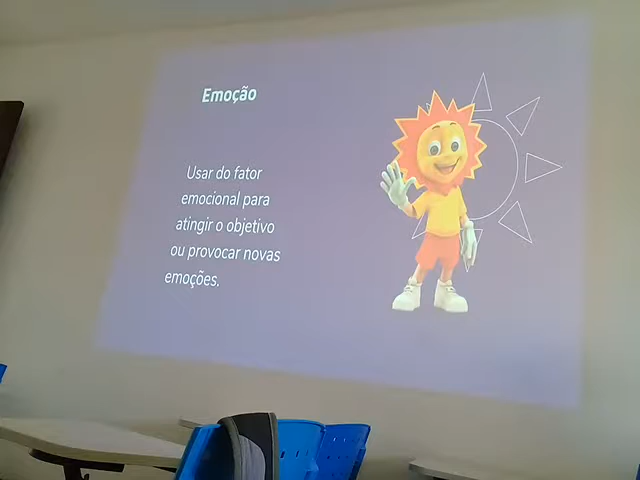 Emoção
Usar do fator
emocional para
atingir o objetivo
ou provocar novas
emoções.